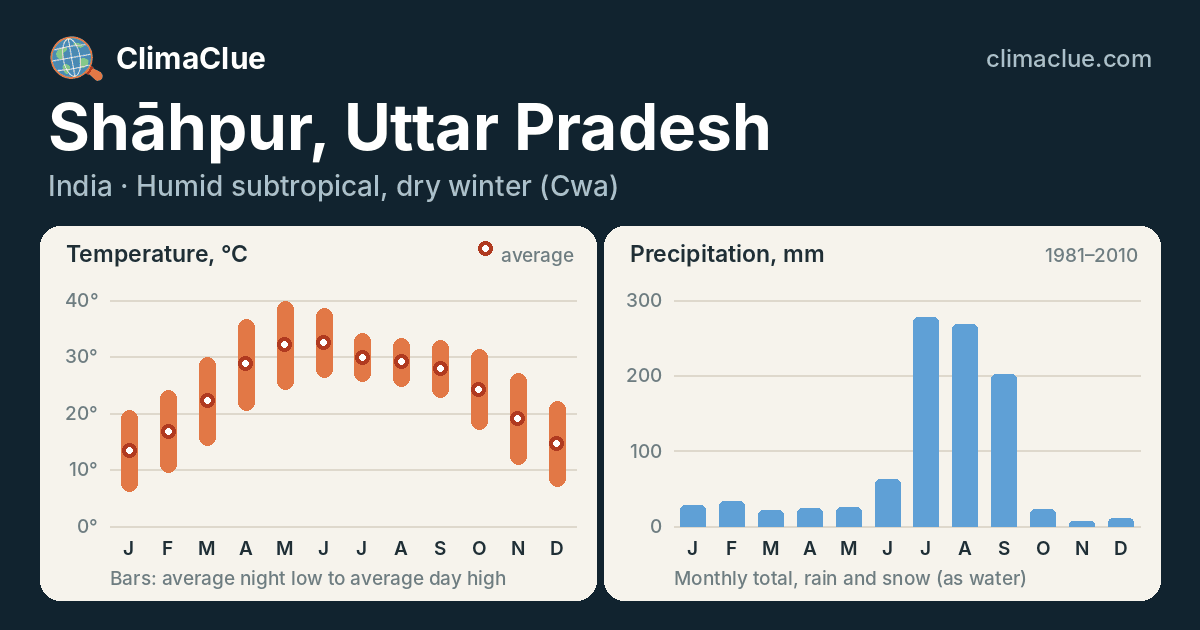 ClimaClue
climaclue.com
Shāhpur, Uttar Pradesh
India · Humid subtropical, dry winter (Cwa)
Temperature, °C
average
40°
30°
20°
10°
0°
J F M A M J J A S O N D
Bars: average night low to average day high
Precipitation, mm
1981–2010
300
200
100
0
J F M A M J J A S O N D
Monthly total, rain and snow (as water)